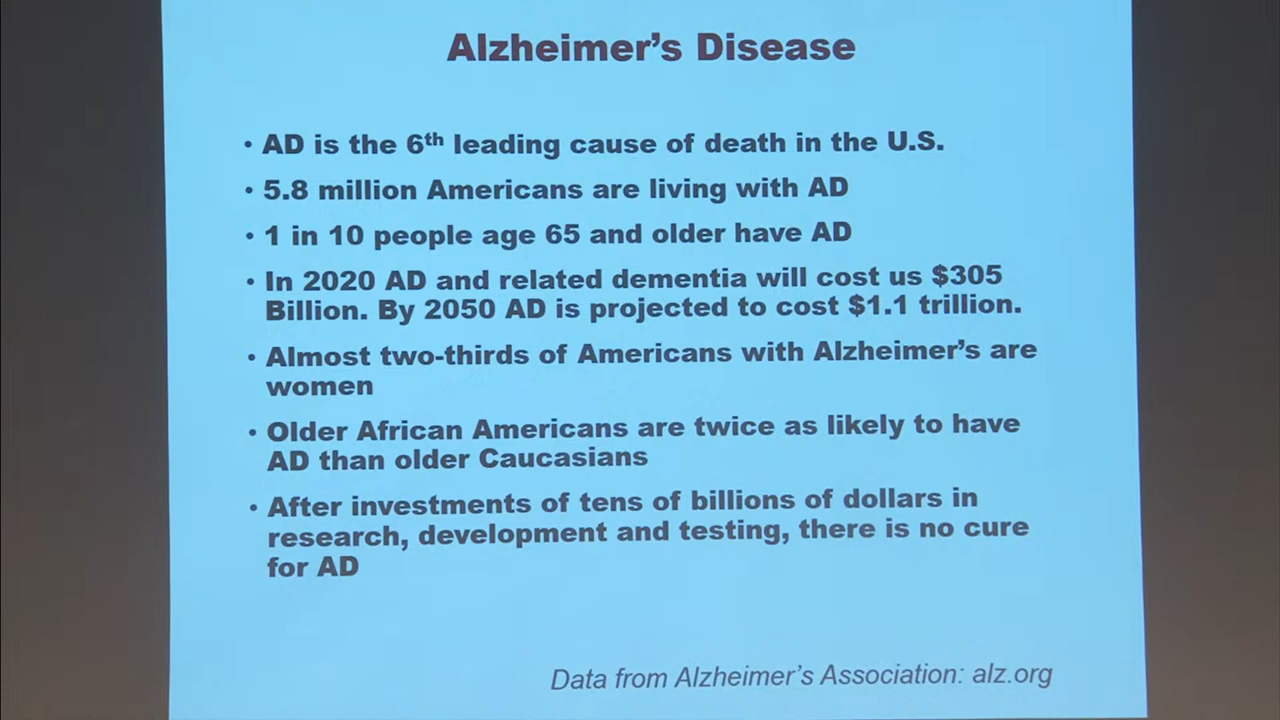 Alzheimer's Disease
• AD is the 6th leading cause of death in the U.S.
• 5.8 million Americans are living with AD
• 1 in 10 people age 65 and older have AD
• In 2020 AD and related dementia will cost us $305
Billion. By 2050 AD is projected to cost $1.1 trillion.
• Almost two-thirds of Americans with Alzheimer's are
women
• Older African Americans are twice as likely to have
AD than older Caucasians
• After investments of tens of billions of dollars in
research, development and testing, there is no cure
for AD
Data from Alzheimer's Association: alz.org